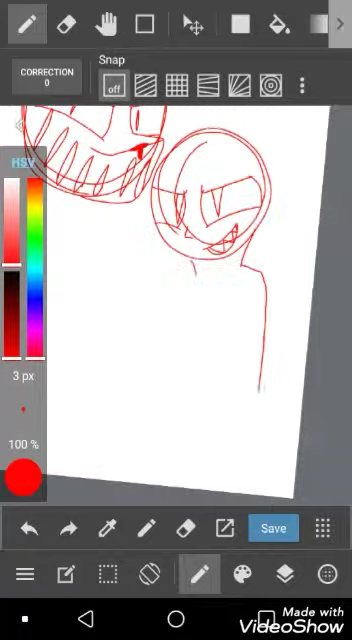 Snap
CORRECTION
0
off
HSV
3 px
100 %
Save
Made with
VideoShow